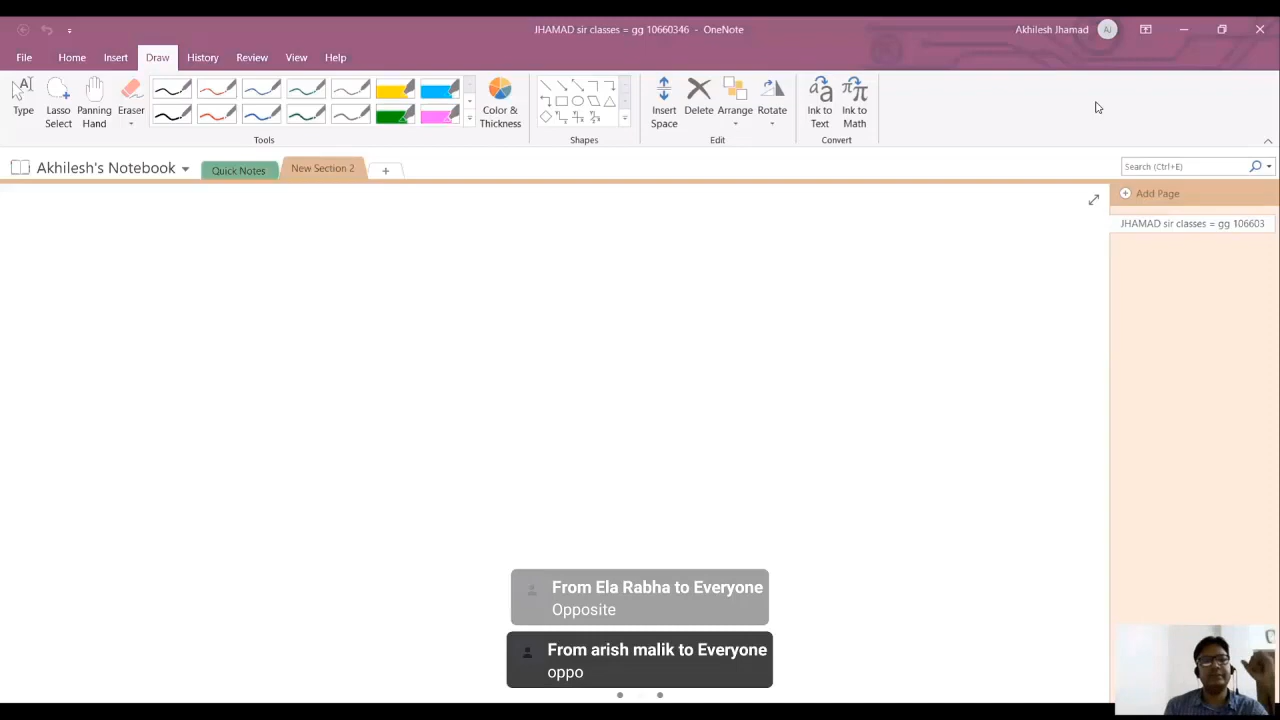 JHAMAD sir classes = gg 10660346 - OneNote
Akhilesh Jhamad
AJ
File Home Insert Draw History Review View Help
Type
Lasso Select
Panning Hand
Eraser
Color & Thickness
Insert Space
Delete
Arrange
Rotate
Ink to Text
Ink to Math
Tools
Shapes
Edit
Convert
Akhilesh's Notebook
Quick Notes
New Section 2
Search (Ctrl+E)
Add Page
JHAMAD sir classes = gg 106603
From Ela Rabha to Everyone
Opposite
From arish malik to Everyone
oppo